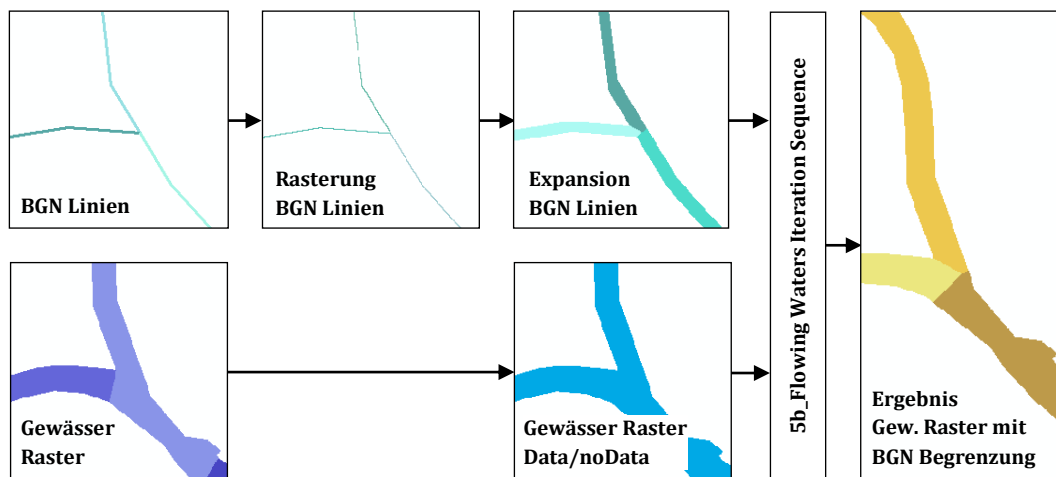 BGN Linien
Rasterung
BGN Linien
Expansion
BGN Linien
5b_Flowing Waters Iteration Sequence
Gewässer
Raster
Gewässer Raster
Data/noData
Ergebnis
Gew. Raster mit
BGN Begrenzung